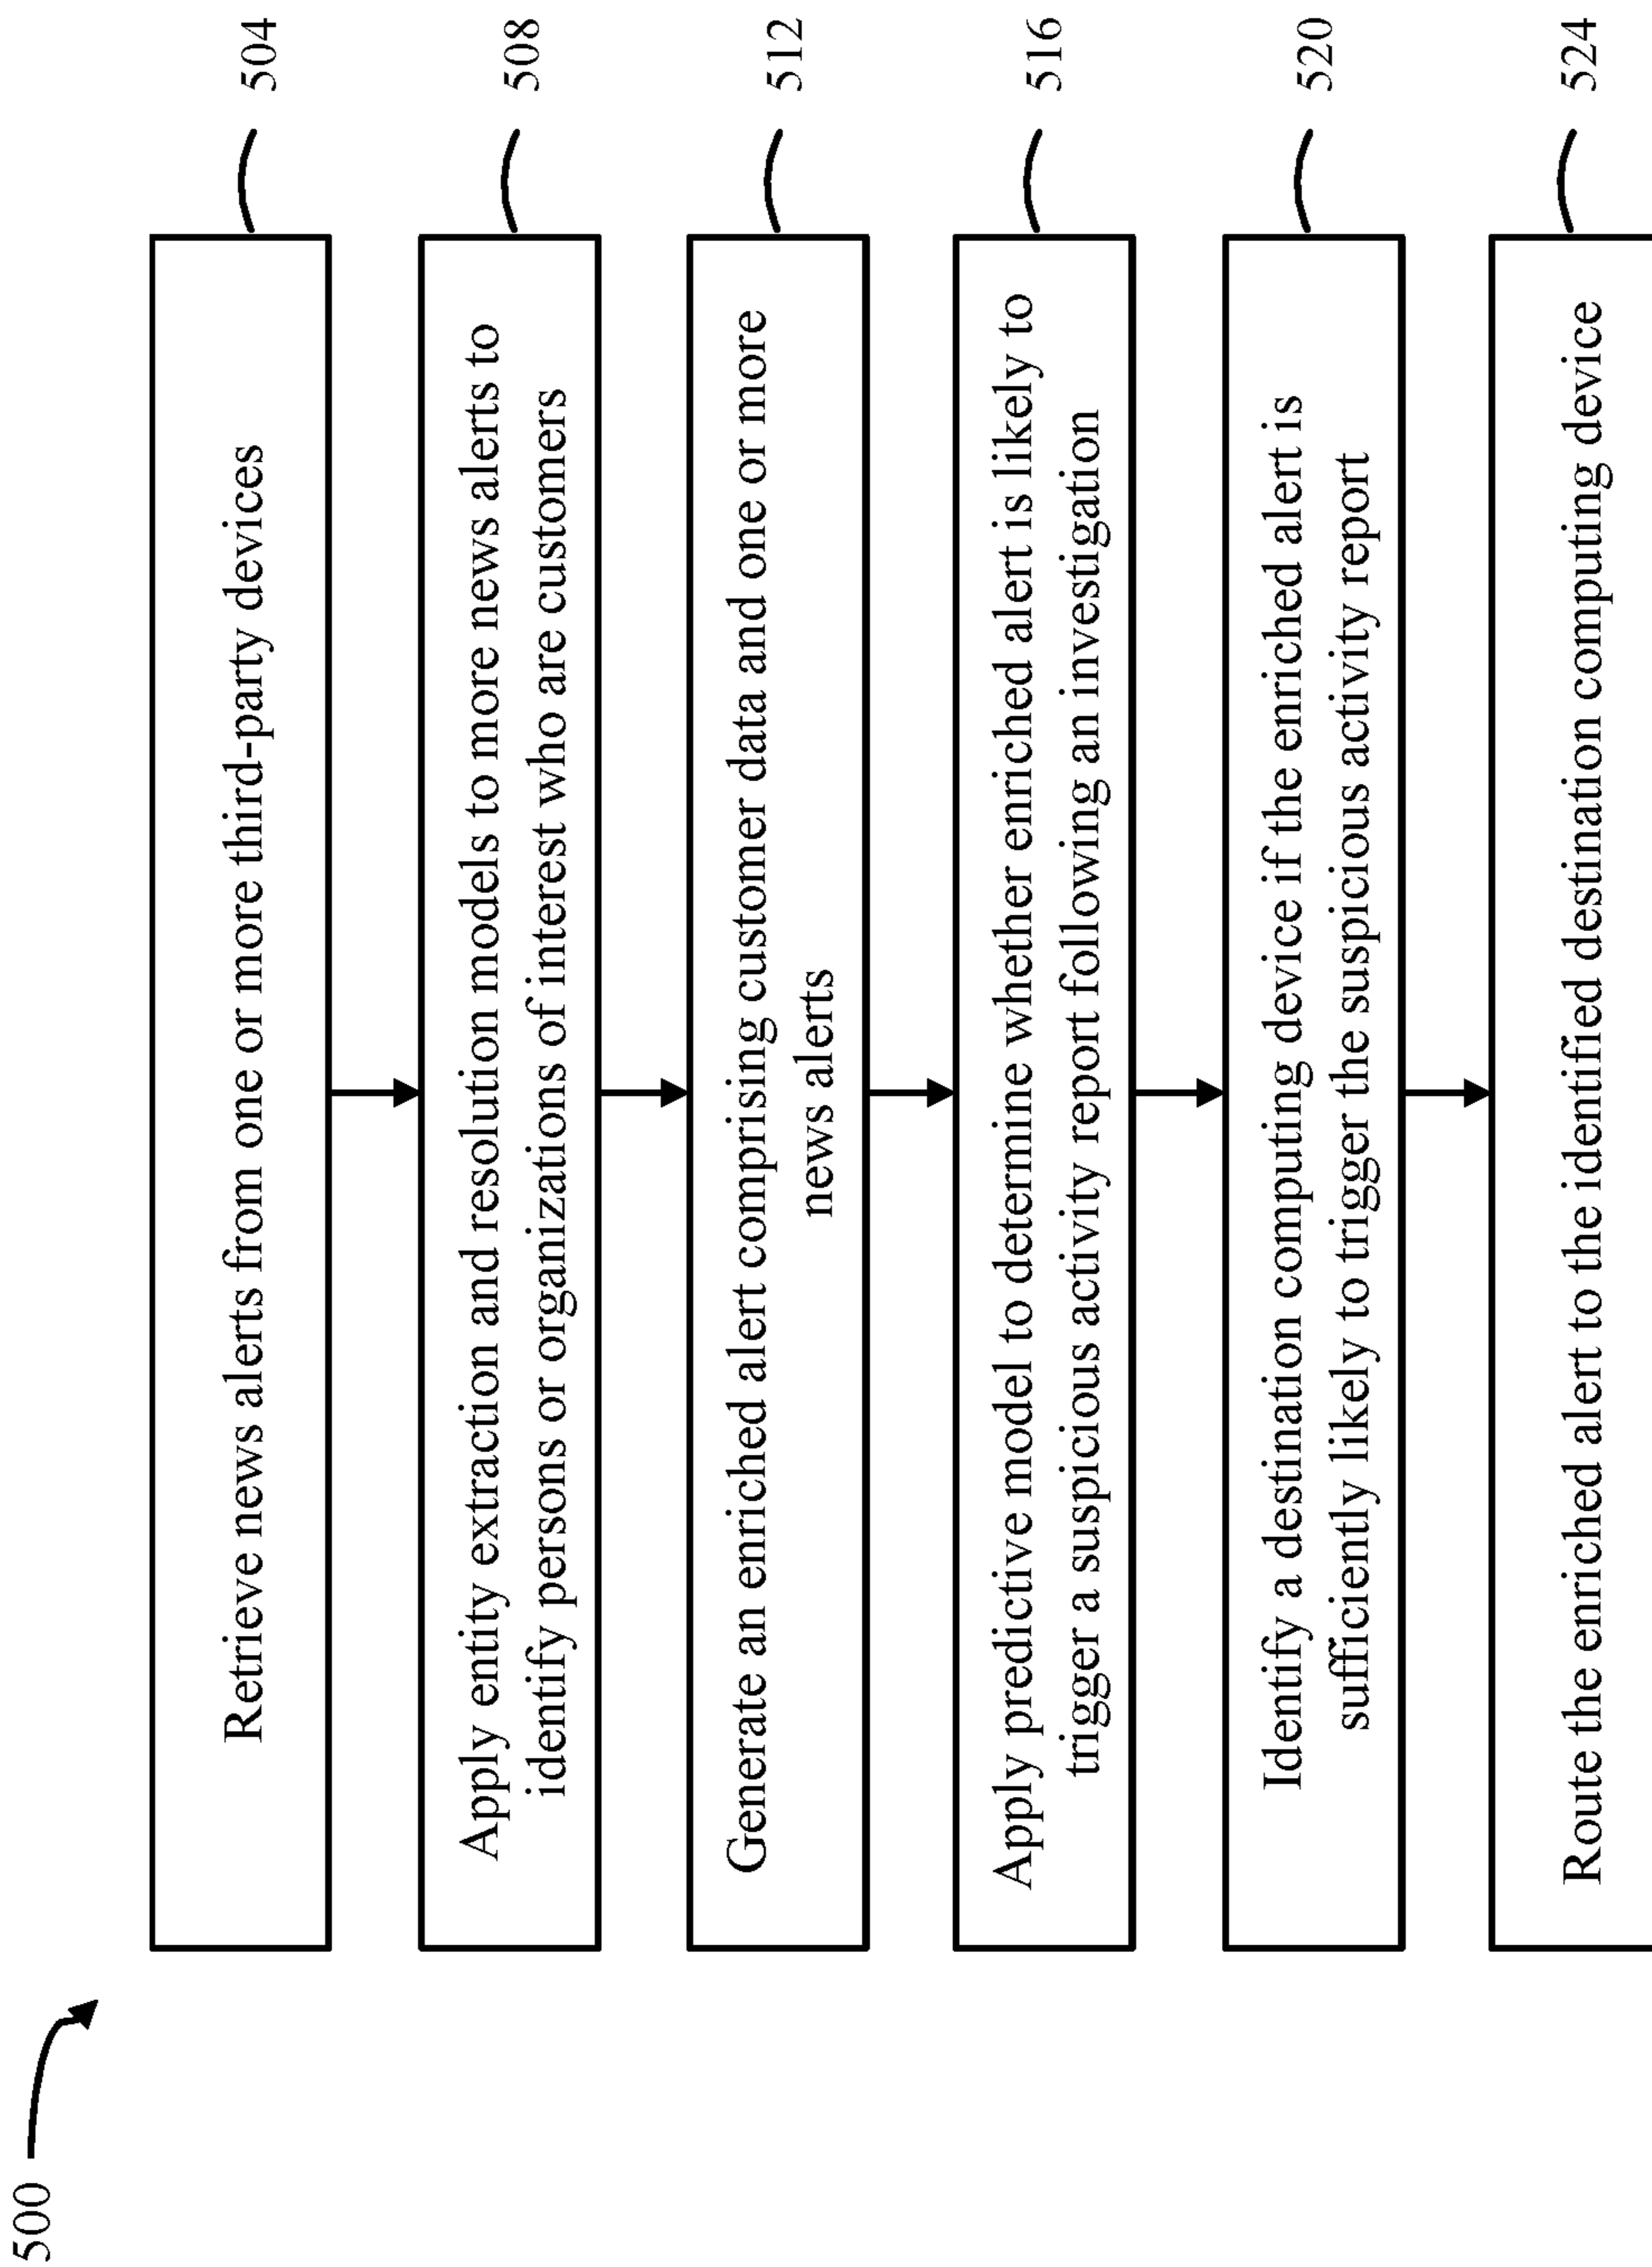 500
Retrieve news alerts from one or more third-party devices
504
Apply entity extraction and resolution models to more news alerts to
identify persons or organizations of interest who are customers
508
Generate an enriched alert comprising customer data and one or more
news alerts
512
Apply predictive model to determine whether enriched alert is likely to
trigger a suspicious activity report following an investigation
516
Identify a destination computing device if the enriched alert is
sufficiently likely to trigger the suspicious activity report
520
Route the enriched alert to the identified destination computing device
524